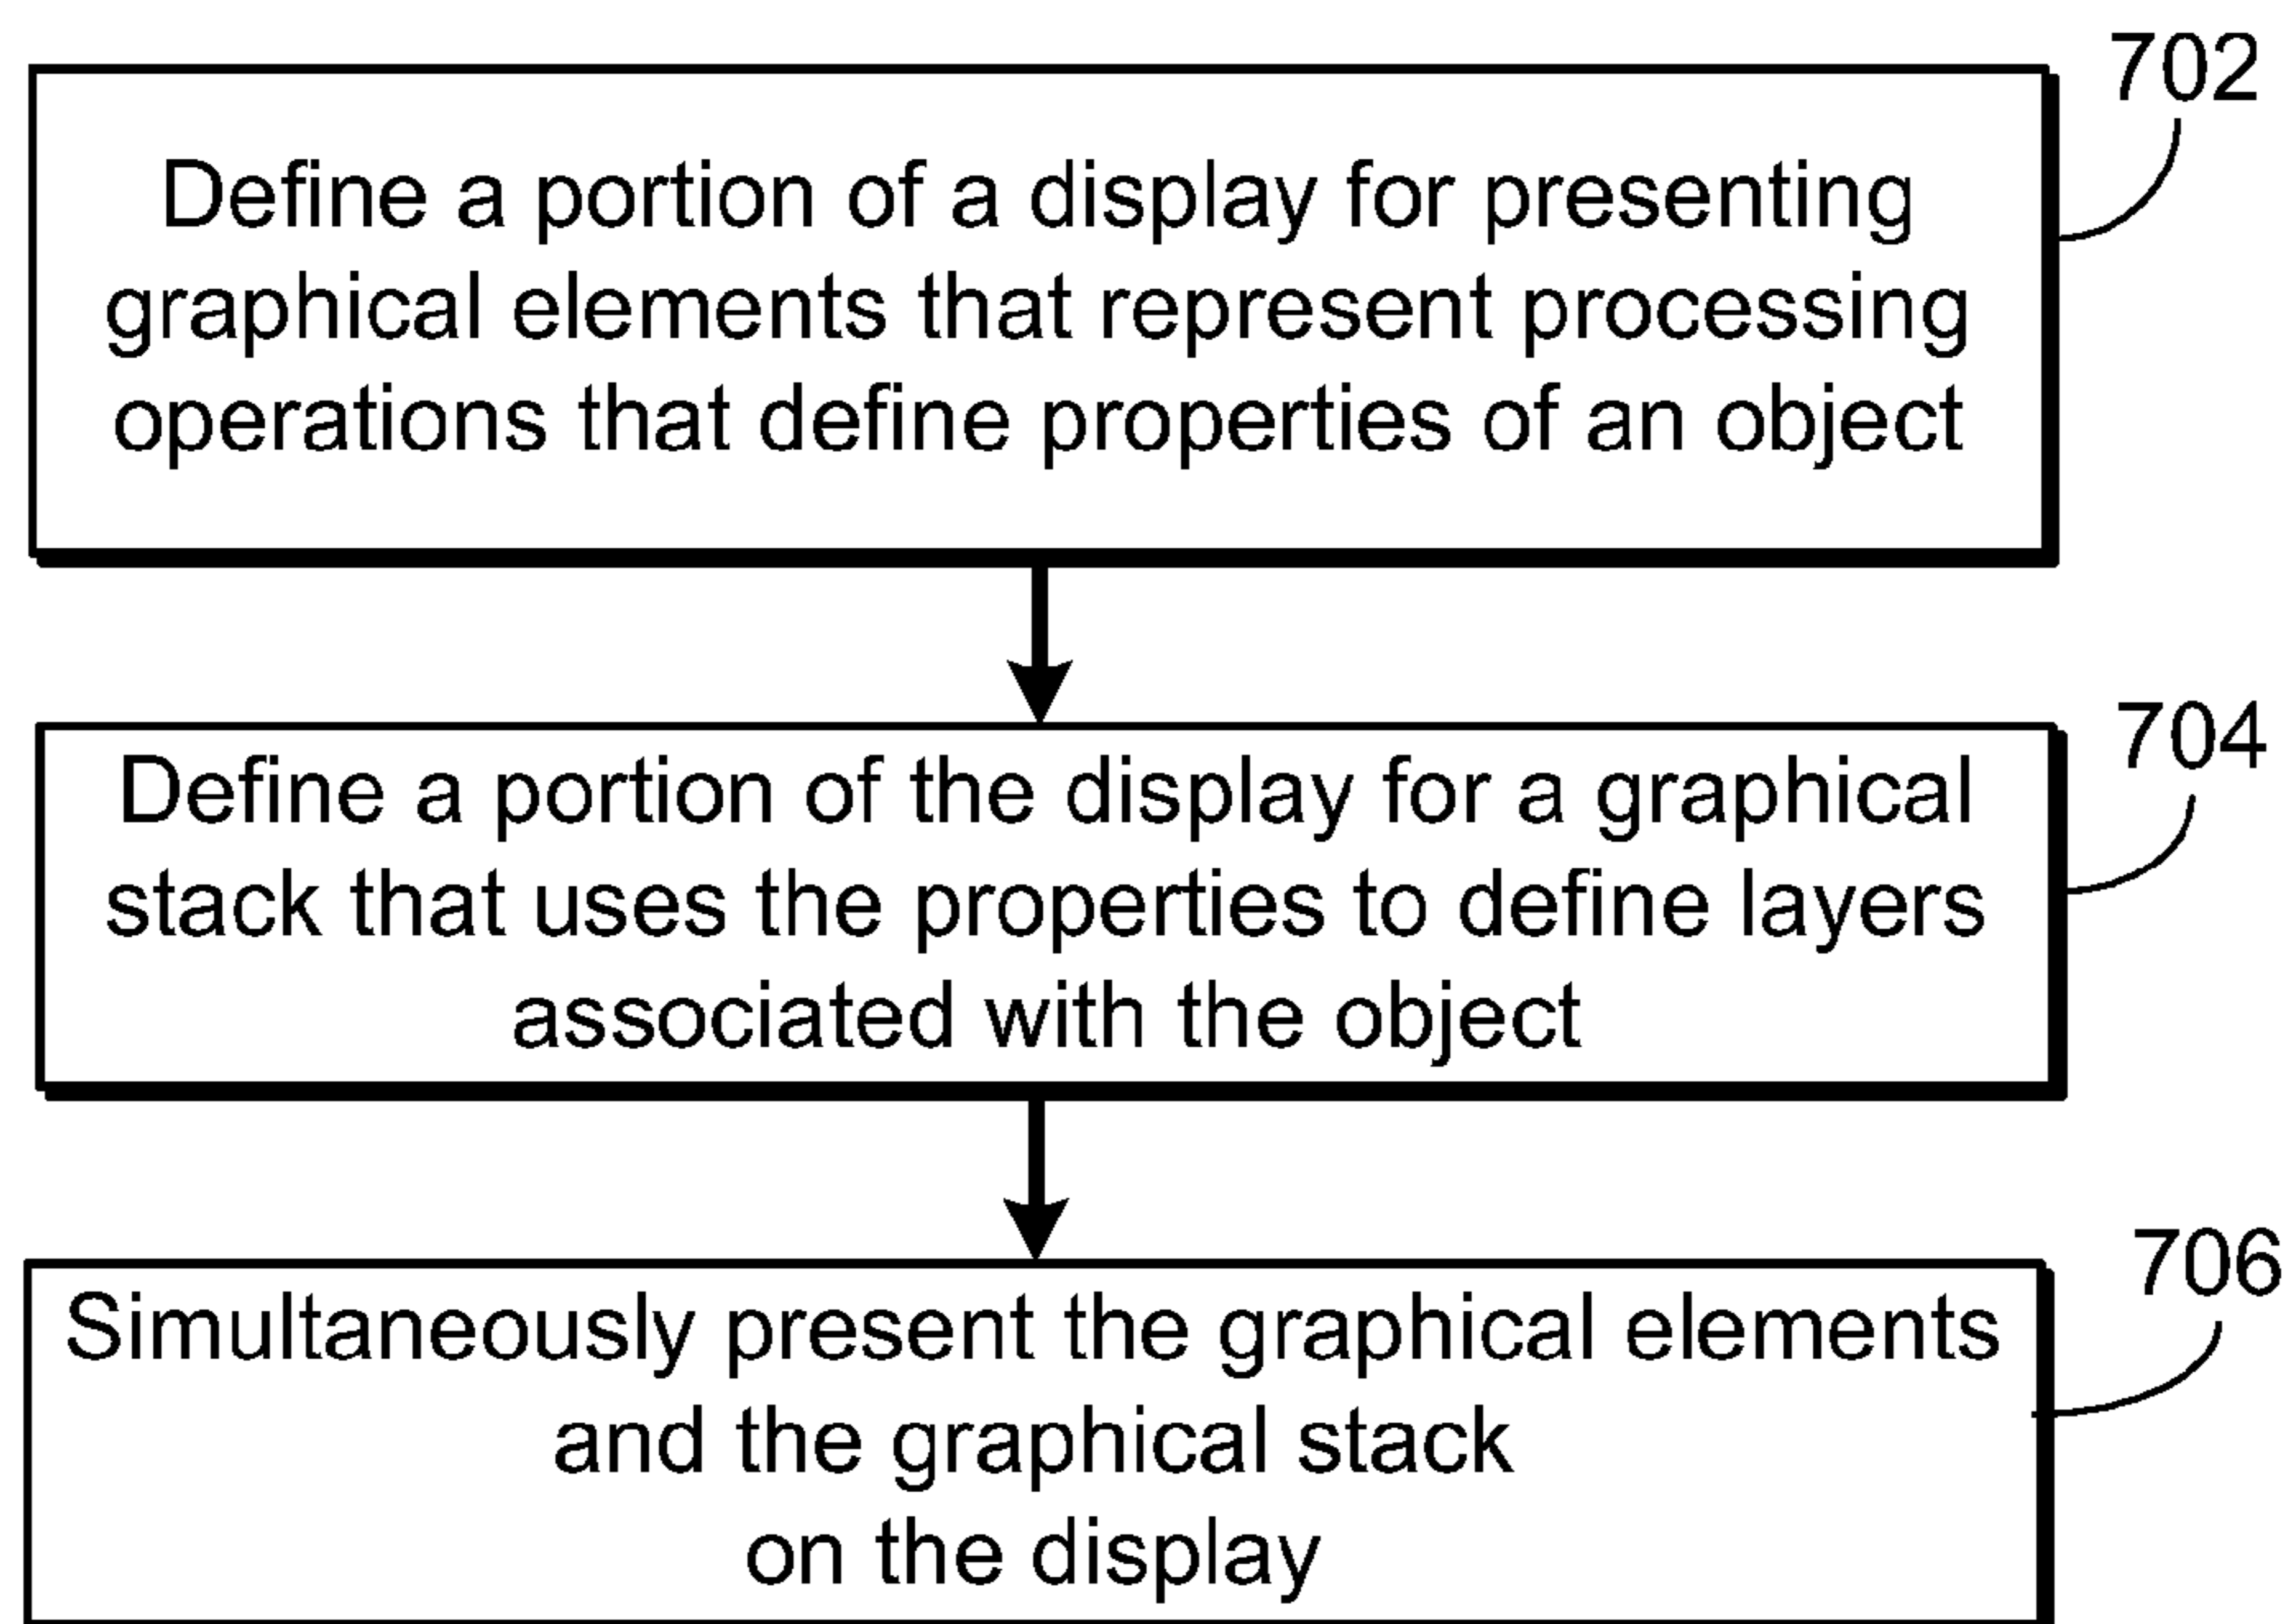 702
Define a portion of a display for presenting
graphical elements that represent processing
operations that define properties of an object
704
Define a portion of the display for a graphical
stack that uses the properties to define layers
associated with the object
706
Simultaneously present the graphical elements
and the graphical stack
on the display